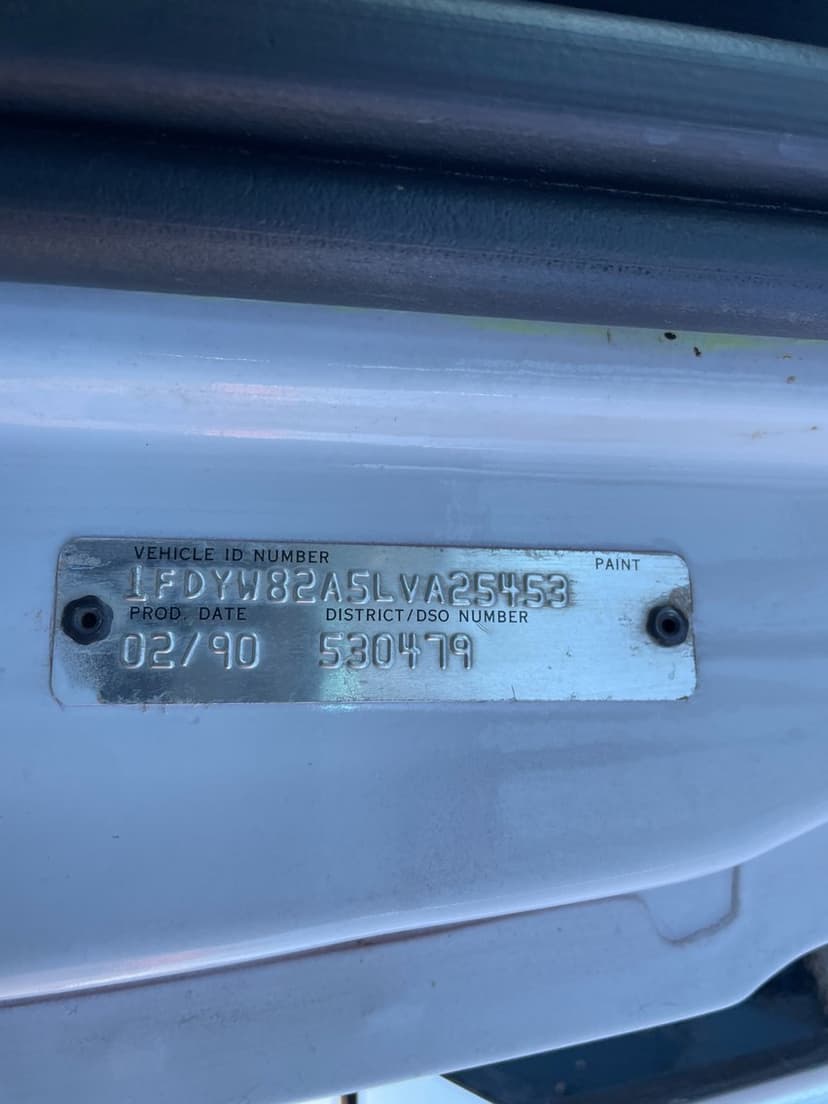 VEHICLE ID NUMBER PAINT
1FDYW82A5LVA25453
PROD. DATE DISTRICT/DSO NUMBER
02/90 530479